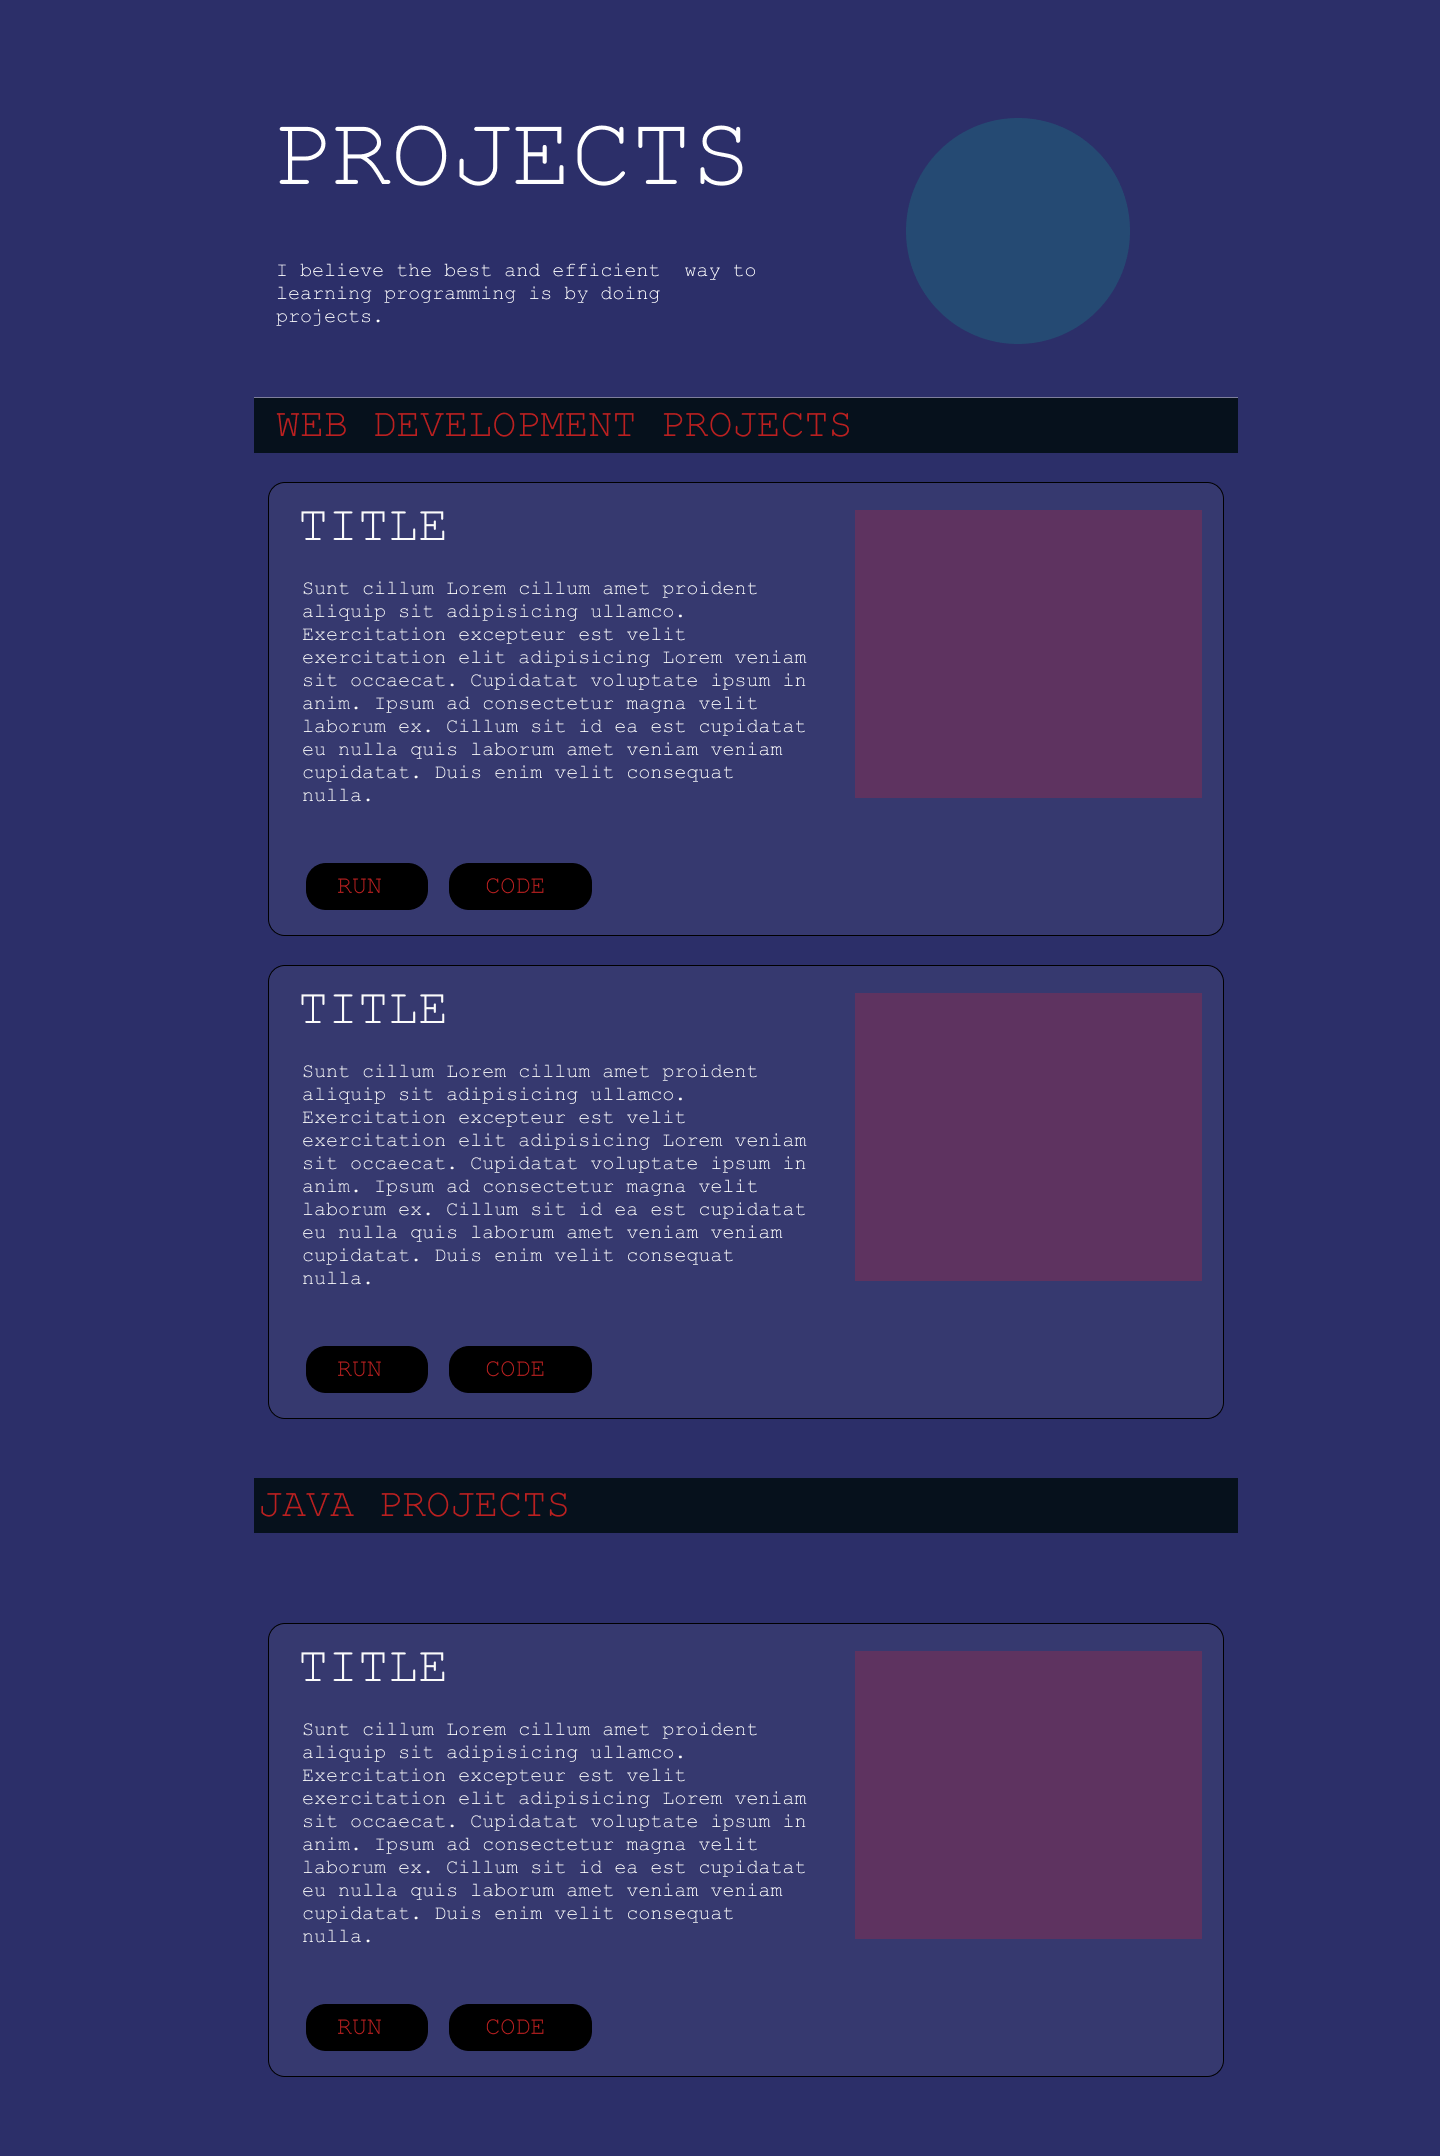 PROJECTS
I believe the best and efficient  way to
learning programming is by doing
projects.
WEB DEVELOPMENT PROJECTS
TITLE
Sunt cillum Lorem cillum amet proident
aliquip sit adipisicing ullamco.
Exercitation excepteur est velit
exercitation elit adipisicing Lorem veniam
sit occaecat. Cupidatat voluptate ipsum in
anim. Ipsum ad consectetur magna velit
laborum ex. Cillum sit id ea est cupidatat
eu nulla quis laborum amet veniam veniam
cupidatat. Duis enim velit consequat
nulla.
RUN CODE
TITLE
Sunt cillum Lorem cillum amet proident
aliquip sit adipisicing ullamco.
Exercitation excepteur est velit
exercitation elit adipisicing Lorem veniam
sit occaecat. Cupidatat voluptate ipsum in
anim. Ipsum ad consectetur magna velit
laborum ex. Cillum sit id ea est cupidatat
eu nulla quis laborum amet veniam veniam
cupidatat. Duis enim velit consequat
nulla.
RUN CODE
JAVA PROJECTS
TITLE
Sunt cillum Lorem cillum amet proident
aliquip sit adipisicing ullamco.
Exercitation excepteur est velit
exercitation elit adipisicing Lorem veniam
sit occaecat. Cupidatat voluptate ipsum in
anim. Ipsum ad consectetur magna velit
laborum ex. Cillum sit id ea est cupidatat
eu nulla quis laborum amet veniam veniam
cupidatat. Duis enim velit consequat
nulla.
RUN CODE